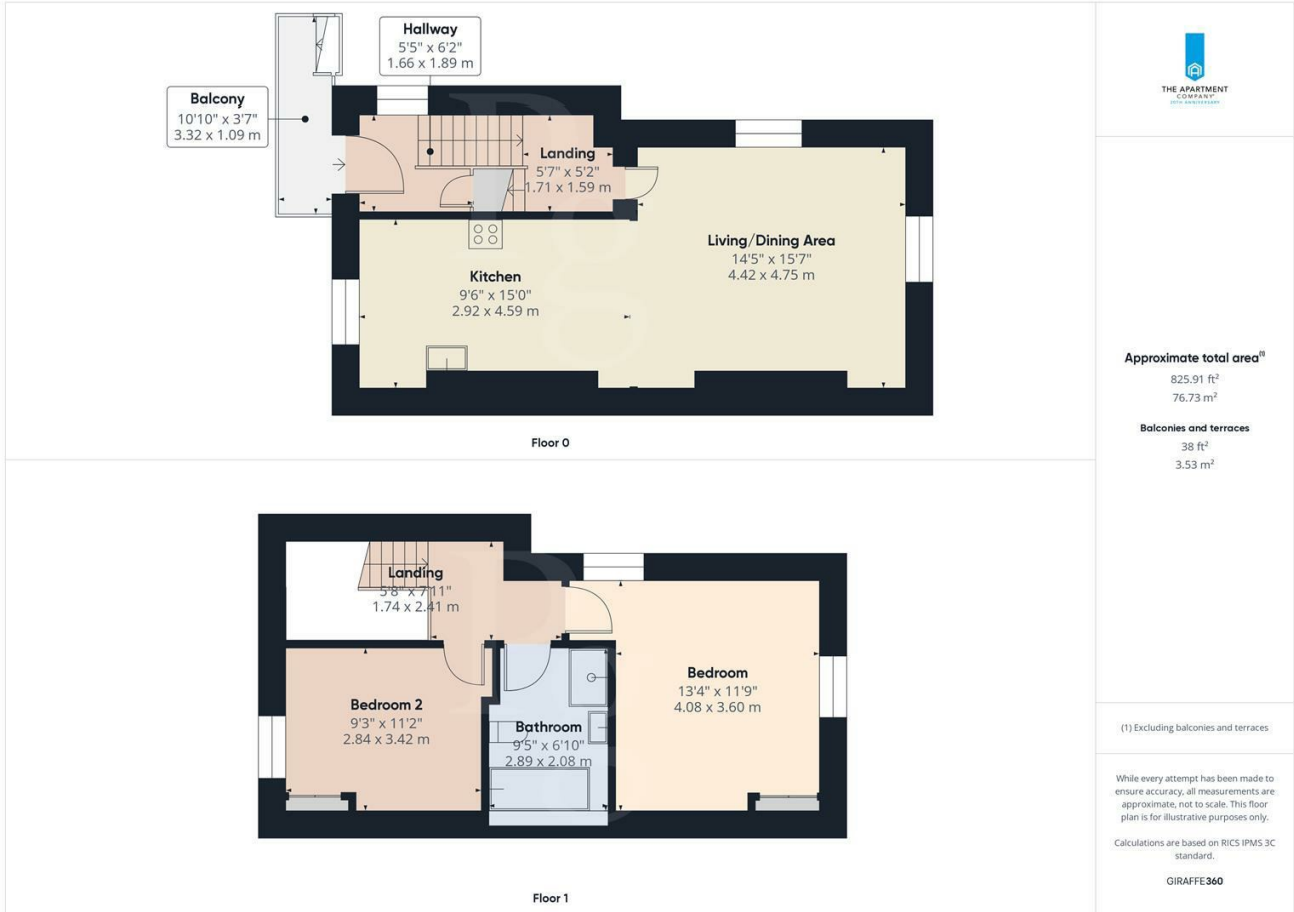 Hallway
5'5" x 6'2"
1.66 x 1.89 m
Balcony
10'10" x 3'7"
3.32 x 1.09 m
Landing
5'7" x 5'2"
1.71 x 1.59 m
Living/Dining Area
14'5" x 15'7"
4.42 x 4.75 m
Kitchen
9'6" x 15'0"
2.92 x 4.59 m
Floor 0
Landing
5'8" x 7'11"
1.74 x 2.41 m
Bedroom
13'4" x 11'9"
4.08 x 3.60 m
Bedroom 2
9'3" x 11'2"
2.84 x 3.42 m
Bathroom
9'5" x 6'10"
2.89 x 2.08 m
Floor 1
THE APARTMENT
COMPANY
20TH ANNIVERSARY
Approximate total area(1)
825.91 ft²
76.73 m²
Balconies and terraces
38 ft²
3.53 m²
(1) Excluding balconies and terraces
While every attempt has been made to
ensure accuracy, all measurements are
approximate, not to scale. This floor
plan is for illustrative purposes only.
Calculations are based on RICS IPMS 3C
standard.
GIRAFFE360